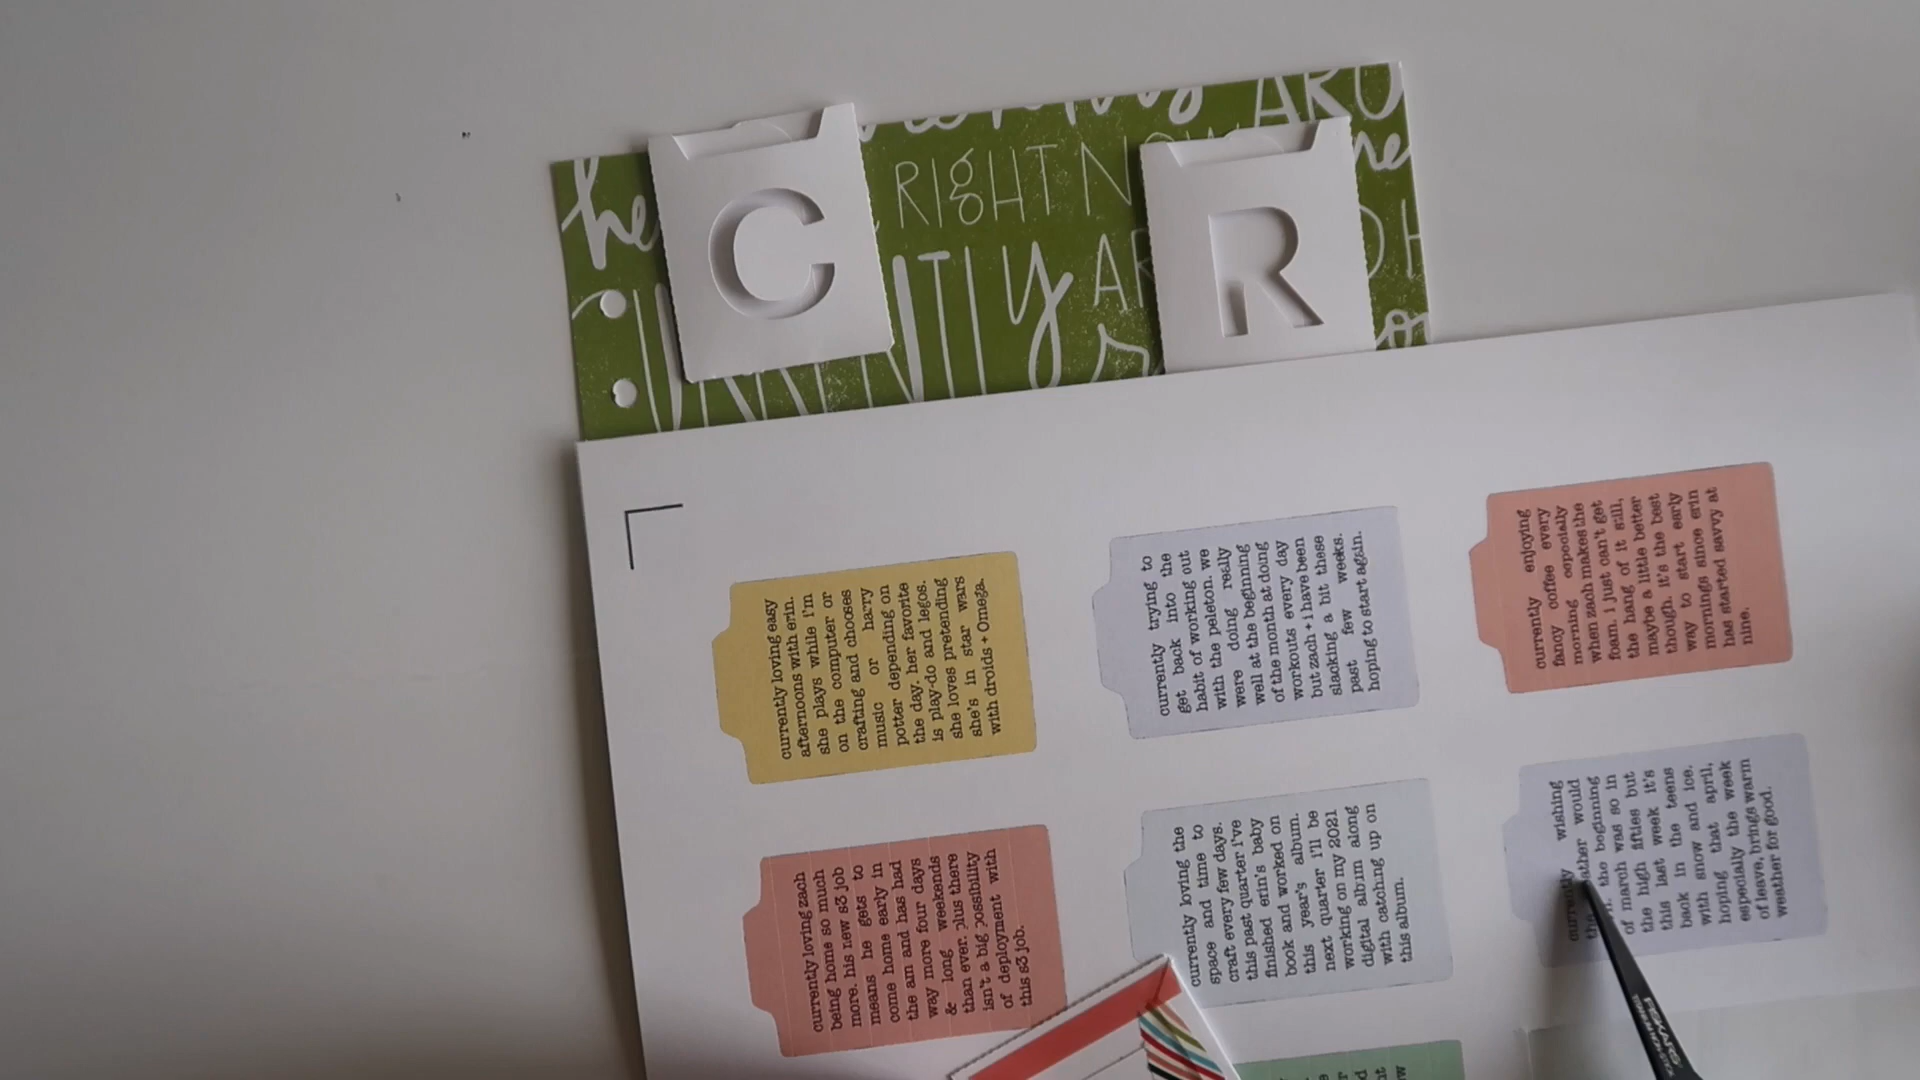 he
RIGHT NOW
ARO
he
C
R
currently loving easy
afternoons with erin.
she plays while i'm
on the computer or
crafting and chooses
music or harry
potter depending on
the day. her favorite
is play-do and legos.
she loves pretending
she's in star wars
with droids + Omega.
currently trying to
get back into the
habit of working out
with the peleton. we
were doing really
well at the beginning
of the month at doing
workouts every day
but zach + i have been
slacking a bit these
past few weeks.
hoping to start again.
currently enjoying
fancy coffee every
morning especially
when zach makes the
foam. i just can't get
the hang of it still,
maybe a little better
though. it's the best
way to start early
mornings since erin
has started savvy at
nine.
currently loving zach
being home so much
more. his new s3 job
means he gets to
come home early in
the am and has had
way more four days
& long weekends
than ever. plus there
isn't a big possibility
of deployment with
this s3 job.
currently loving the
space and time to
craft every few days.
this past quarter i've
finished erin's baby
book and worked on
this year's album.
next quarter i'll be
working on my 2021
digital album along
with catching up on
this album.
currently wishing
would
the beginning
of march was so in
the high fifties but
this last week it's
back in the teens
with snow and ice.
hoping that april,
especially the week
of leave, brings warm
weather for good.